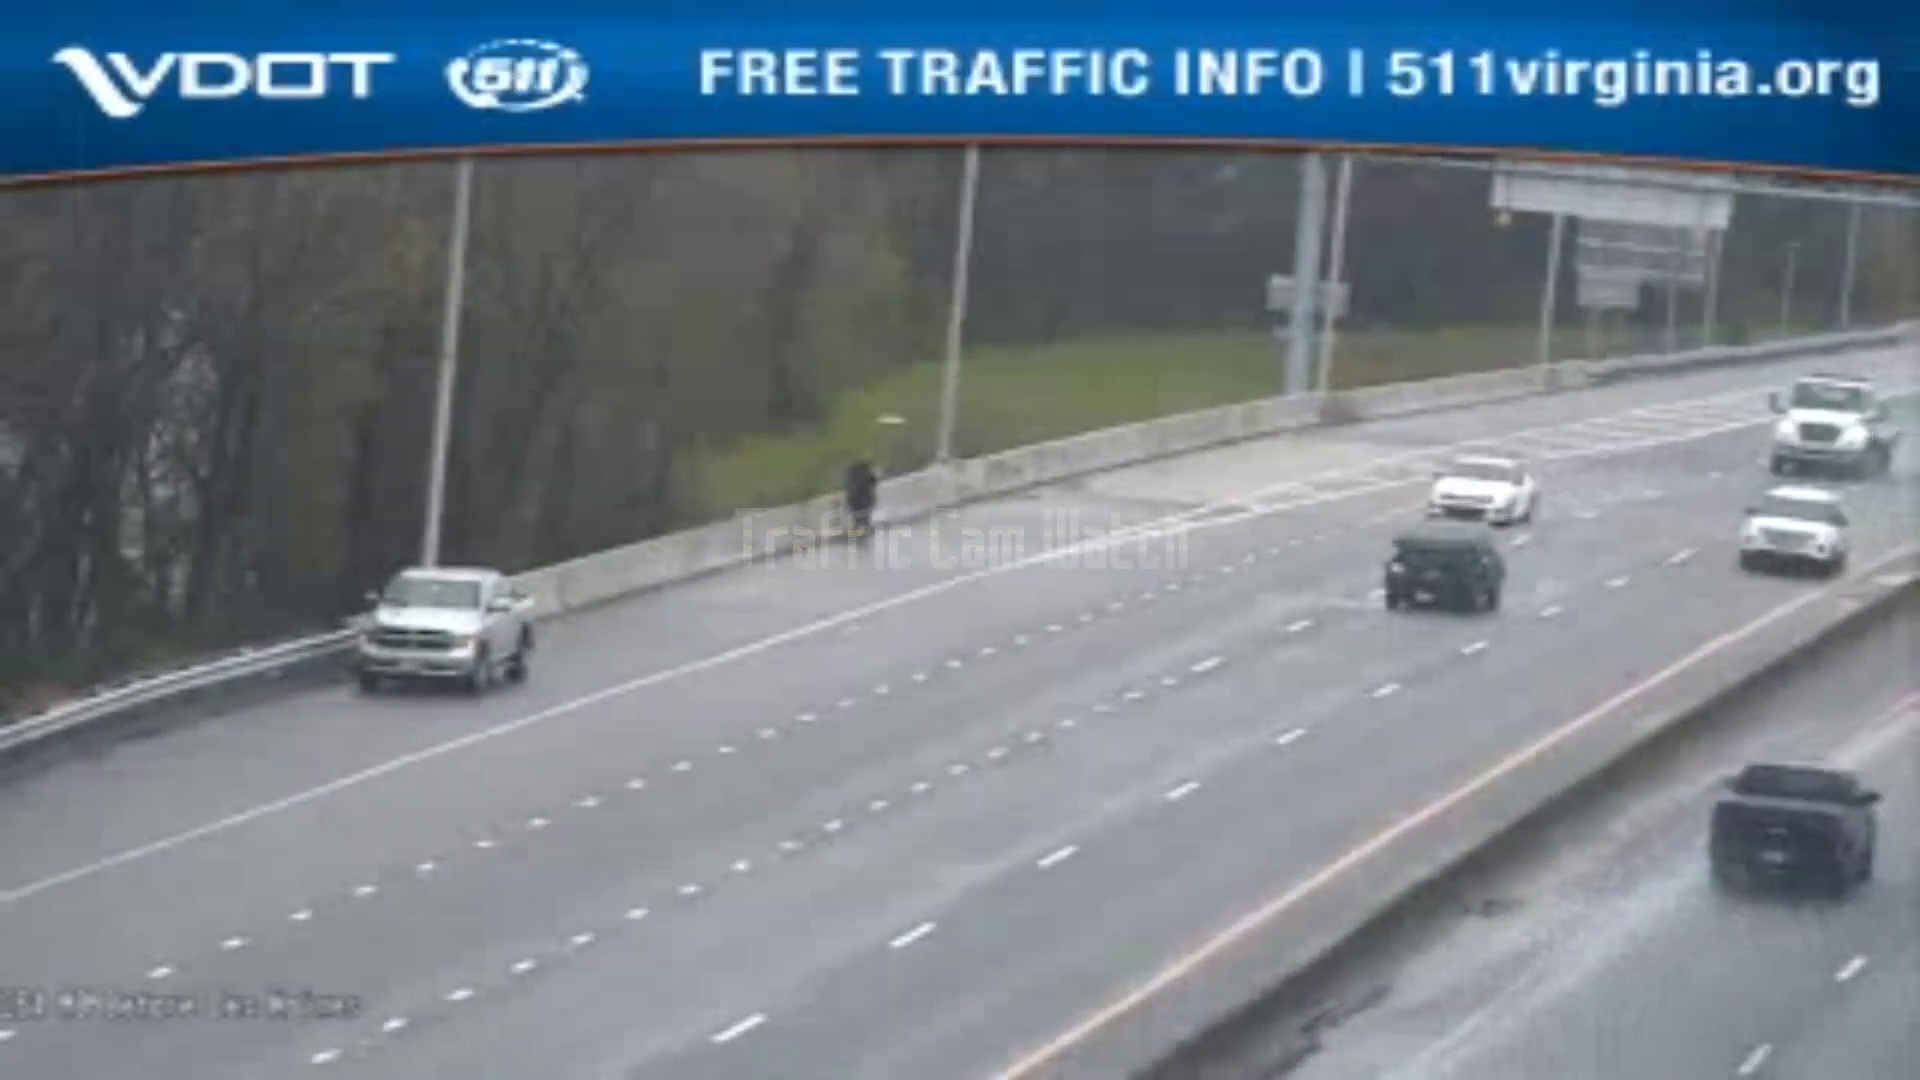 VDOT 511 FREE TRAFFIC INFO | 511virginia.org
Traffic Cam Watch